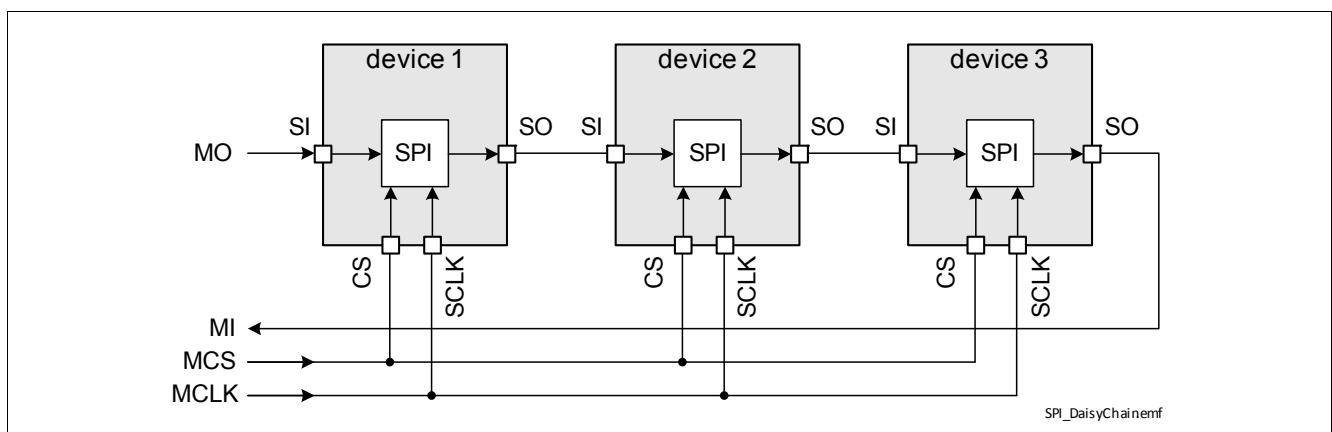 device 1
device 2
device 3
SI
SO
SI
SO
SI
SO
MO
SPI
SPI
SPI
CS
SCLK
CS
SCLK
CS
SCLK
MI
MCS
MCLK
SPI_DaisyChainemf